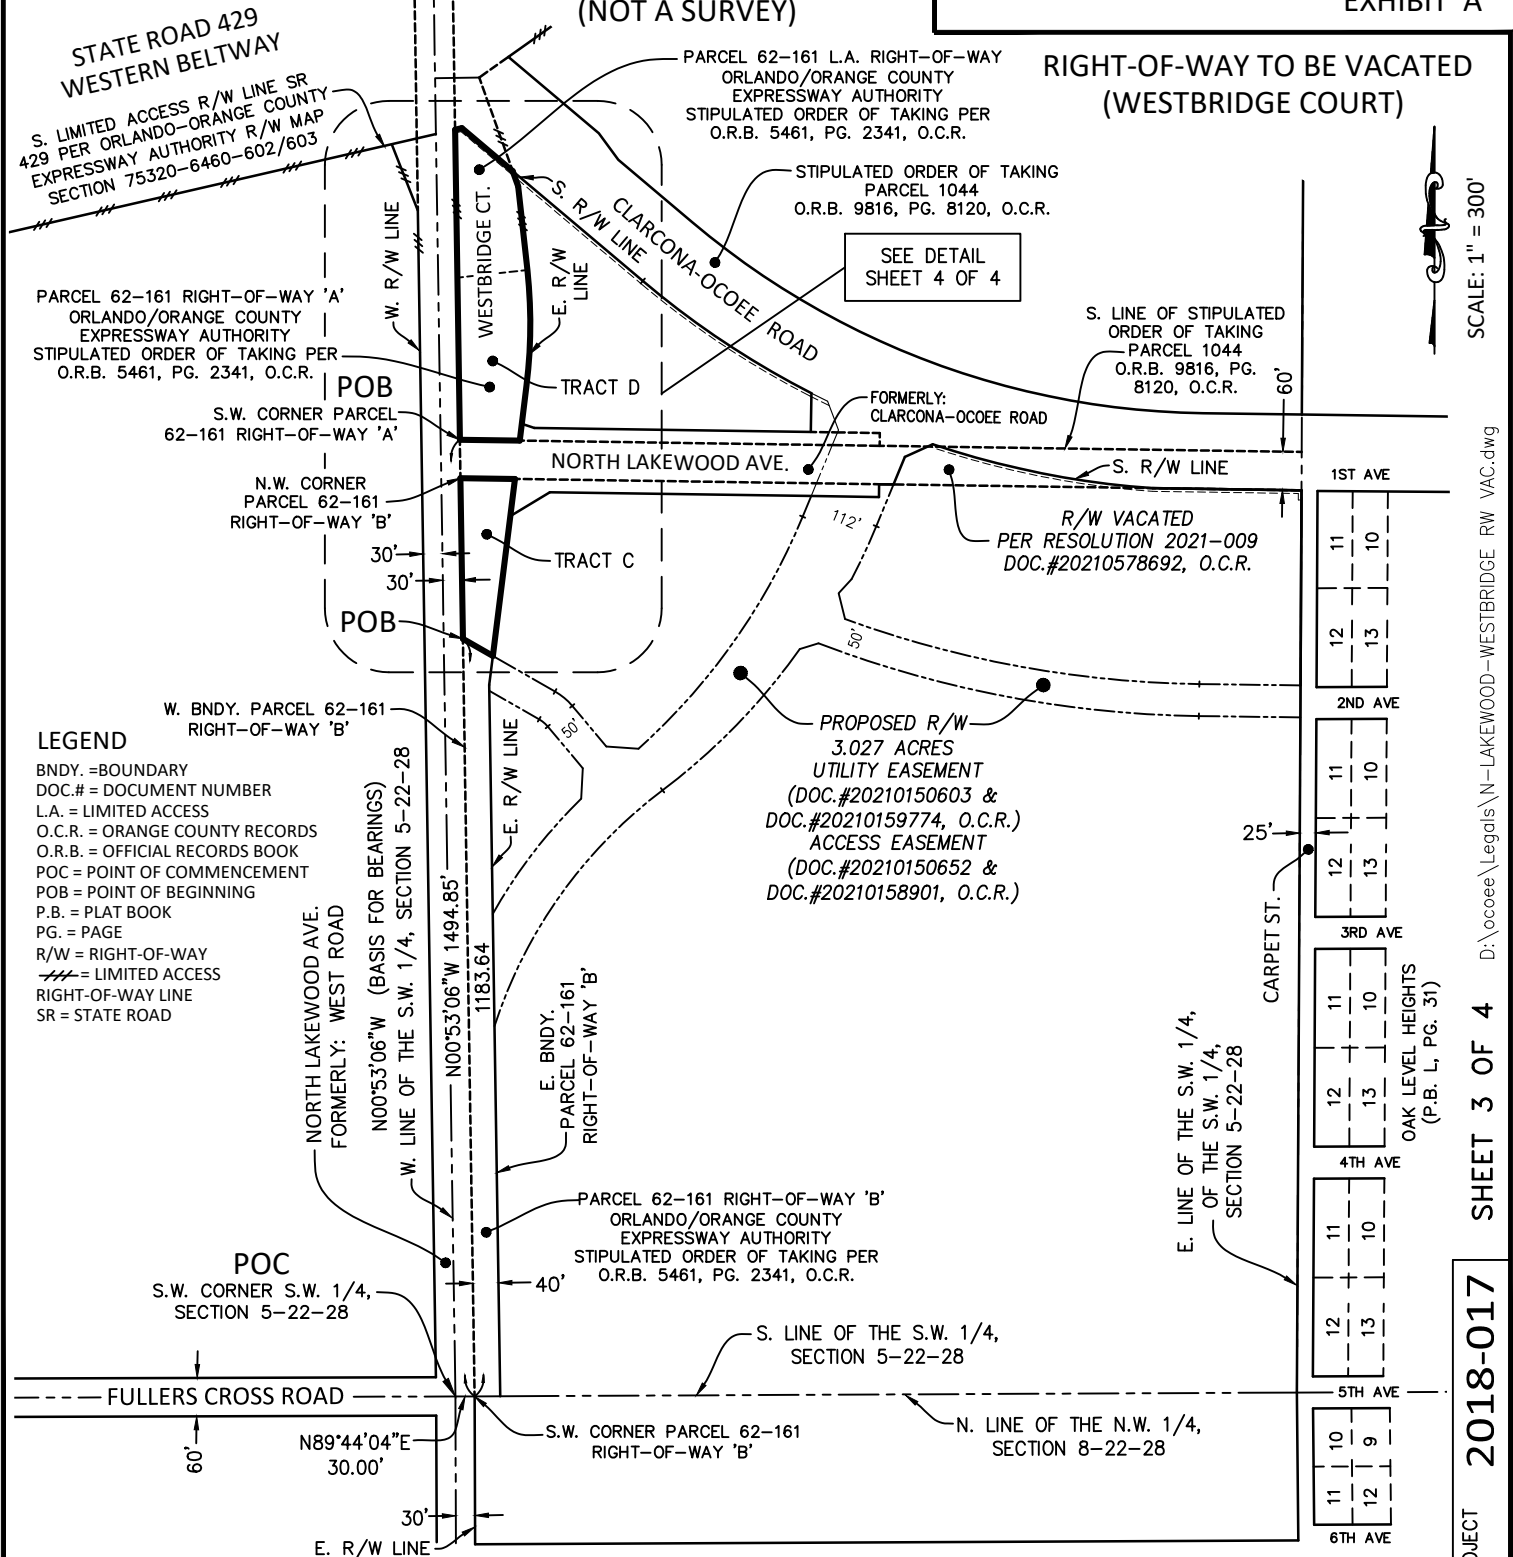 (NOT A SURVEY)
EXHIBIT "A"
STATE ROAD 429
WESTERN BELTWAY
RIGHT-OF-WAY TO BE VACATED
(WESTBRIDGE COURT)
S. LIMITED ACCESS R/W LINE SR
429 PER ORLANDO-ORANGE COUNTY
EXPRESSWAY AUTHORITY R/W MAP
SECTION 75320-6460-602/603
PARCEL 62-161 L.A. RIGHT-OF-WAY
ORLANDO/ORANGE COUNTY
EXPRESSWAY AUTHORITY
STIPULATED ORDER OF TAKING PER
O.R.B. 5461, PG. 2341, O.C.R.
STIPULATED ORDER OF TAKING
PARCEL 1044
O.R.B. 9816, PG. 8120, O.C.R.
SCALE: 1" = 300'
W. R/W LINE
WESTBRIDGE CT.
E. R/W
LINE
S. R/W LINE
CLARCONA-OCOEE ROAD
SEE DETAIL
SHEET 4 OF 4
PARCEL 62-161 RIGHT-OF-WAY 'A'
ORLANDO/ORANGE COUNTY
EXPRESSWAY AUTHORITY
STIPULATED ORDER OF TAKING PER
O.R.B. 5461, PG. 2341, O.C.R.
S. LINE OF STIPULATED
ORDER OF TAKING
PARCEL 1044
O.R.B. 9816, PG.
8120, O.C.R.
60'
POB
S.W. CORNER PARCEL
62-161 RIGHT-OF-WAY 'A'
TRACT D
FORMERLY:
CLARCONA-OCOEE ROAD
NORTH LAKEWOOD AVE.
S. R/W LINE
N.W. CORNER
PARCEL 62-161
RIGHT-OF-WAY 'B'
30'
30'
TRACT C
112'
R/W VACATED
PER RESOLUTION 2021-009
DOC.#20210578692, O.C.R.
POB
50'
W. BNDY. PARCEL 62-161
RIGHT-OF-WAY 'B'
50'
E. R/W LINE
PROPOSED R/W
3.027 ACRES
UTILITY EASEMENT
(DOC.#20210150603 &
DOC.#20210159774, O.C.R.)
ACCESS EASEMENT
(DOC.#20210150652 &
DOC.#20210158901, O.C.R.)
LEGEND
BNDY. =BOUNDARY
DOC.# = DOCUMENT NUMBER
L.A. = LIMITED ACCESS
O.C.R. = ORANGE COUNTY RECORDS
O.R.B. = OFFICIAL RECORDS BOOK
POC = POINT OF COMMENCEMENT
POB = POINT OF BEGINNING
P.B. = PLAT BOOK
PG. = PAGE
R/W = RIGHT-OF-WAY
= LIMITED ACCESS
RIGHT-OF-WAY LINE
SR = STATE ROAD
NORTH LAKEWOOD AVE.
FORMERLY: WEST ROAD
N00°53'06"W (BASIS FOR BEARINGS)
W. LINE OF THE S.W. 1/4, SECTION 5-22-28
N00°53'06"W 1494.85'
1183.64
E. BNDY.
PARCEL 62-161
RIGHT-OF-WAY 'B'
PARCEL 62-161 RIGHT-OF-WAY 'B'
ORLANDO/ORANGE COUNTY
EXPRESSWAY AUTHORITY
STIPULATED ORDER OF TAKING PER
O.R.B. 5461, PG. 2341, O.C.R.
40'
POC
S.W. CORNER S.W. 1/4,
SECTION 5-22-28
FULLERS CROSS ROAD
60'
N89°44'04"E
30.00'
30'
E. R/W LINE
S. LINE OF THE S.W. 1/4,
SECTION 5-22-28
S.W. CORNER PARCEL 62-161
RIGHT-OF-WAY 'B'
N. LINE OF THE N.W. 1/4,
SECTION 8-22-28
E. LINE OF THE S.W. 1/4,
OF THE S.W. 1/4,
SECTION 5-22-28
25'
CARPET ST.
1ST AVE
11 10
12 13
2ND AVE
11 10
12 13
3RD AVE
11 10
12 13
4TH AVE
11 10
12 13
5TH AVE
10 9
11 12
6TH AVE
OAK LEVEL HEIGHTS
(P.B. L, PG. 31)
D:\ocoee\Legals\N-LAKEWOOD-WESTBRIDGE RW VAC.dwg
SHEET 3 OF 4
2018-017